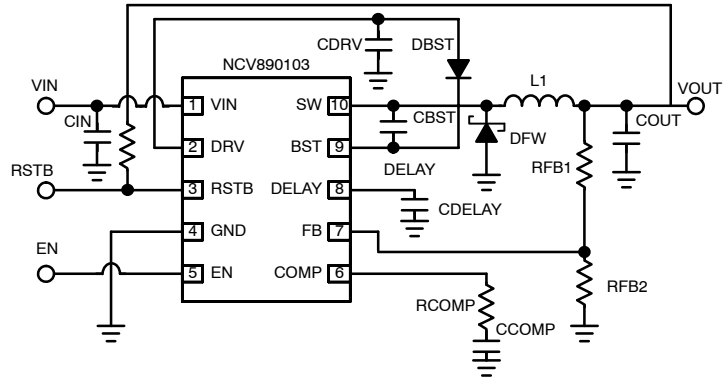 CDRV
DBST
NCV890103
L1
VIN
VOUT
1
VIN
SW
10
CIN
CBST
COUT
2
DRV
BST
9
DFW
RFB1
RSTB
3
RSTB
DELAY
DELAY
8
CDELAY
4
GND
FB
7
EN
5
EN
COMP
6
RFB2
RCOMP
CCOMP